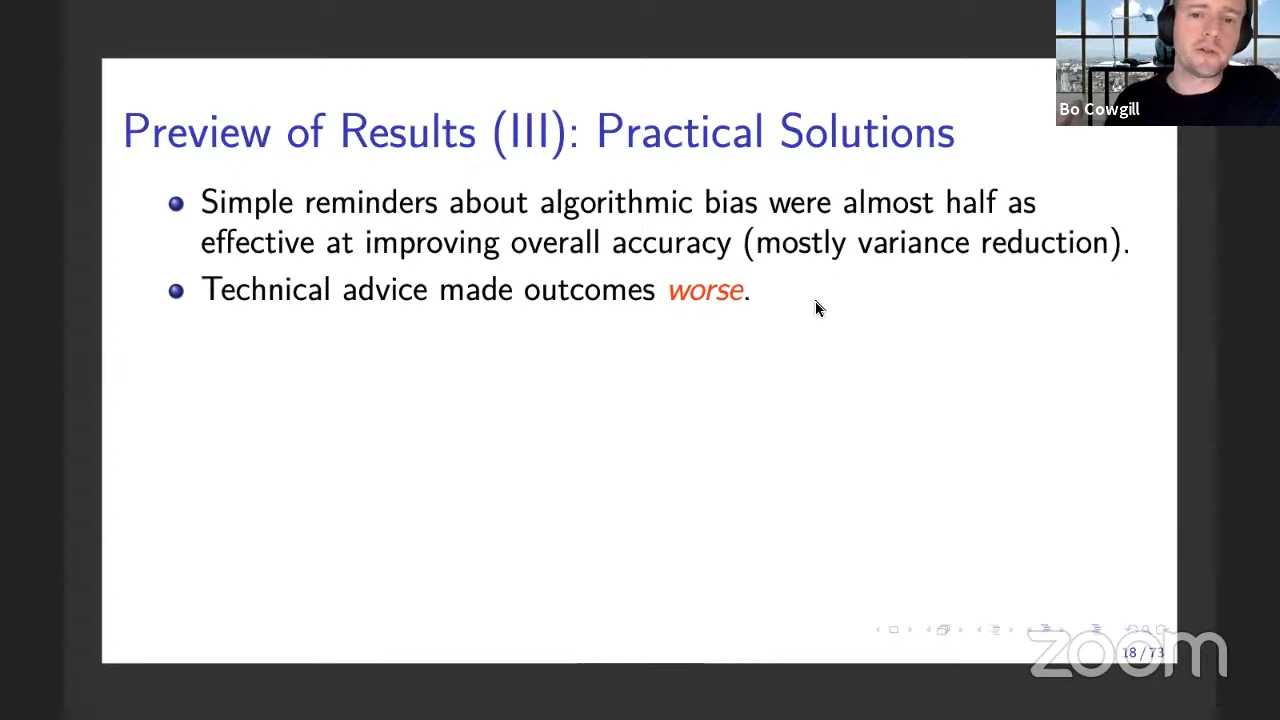 Bo Cowgill
Preview of Results (III): Practical Solutions
Simple reminders about algorithmic bias were almost half as
effective at improving overall accuracy (mostly variance reduction).
Technical advice made outcomes worse.
18 / 73
zoom